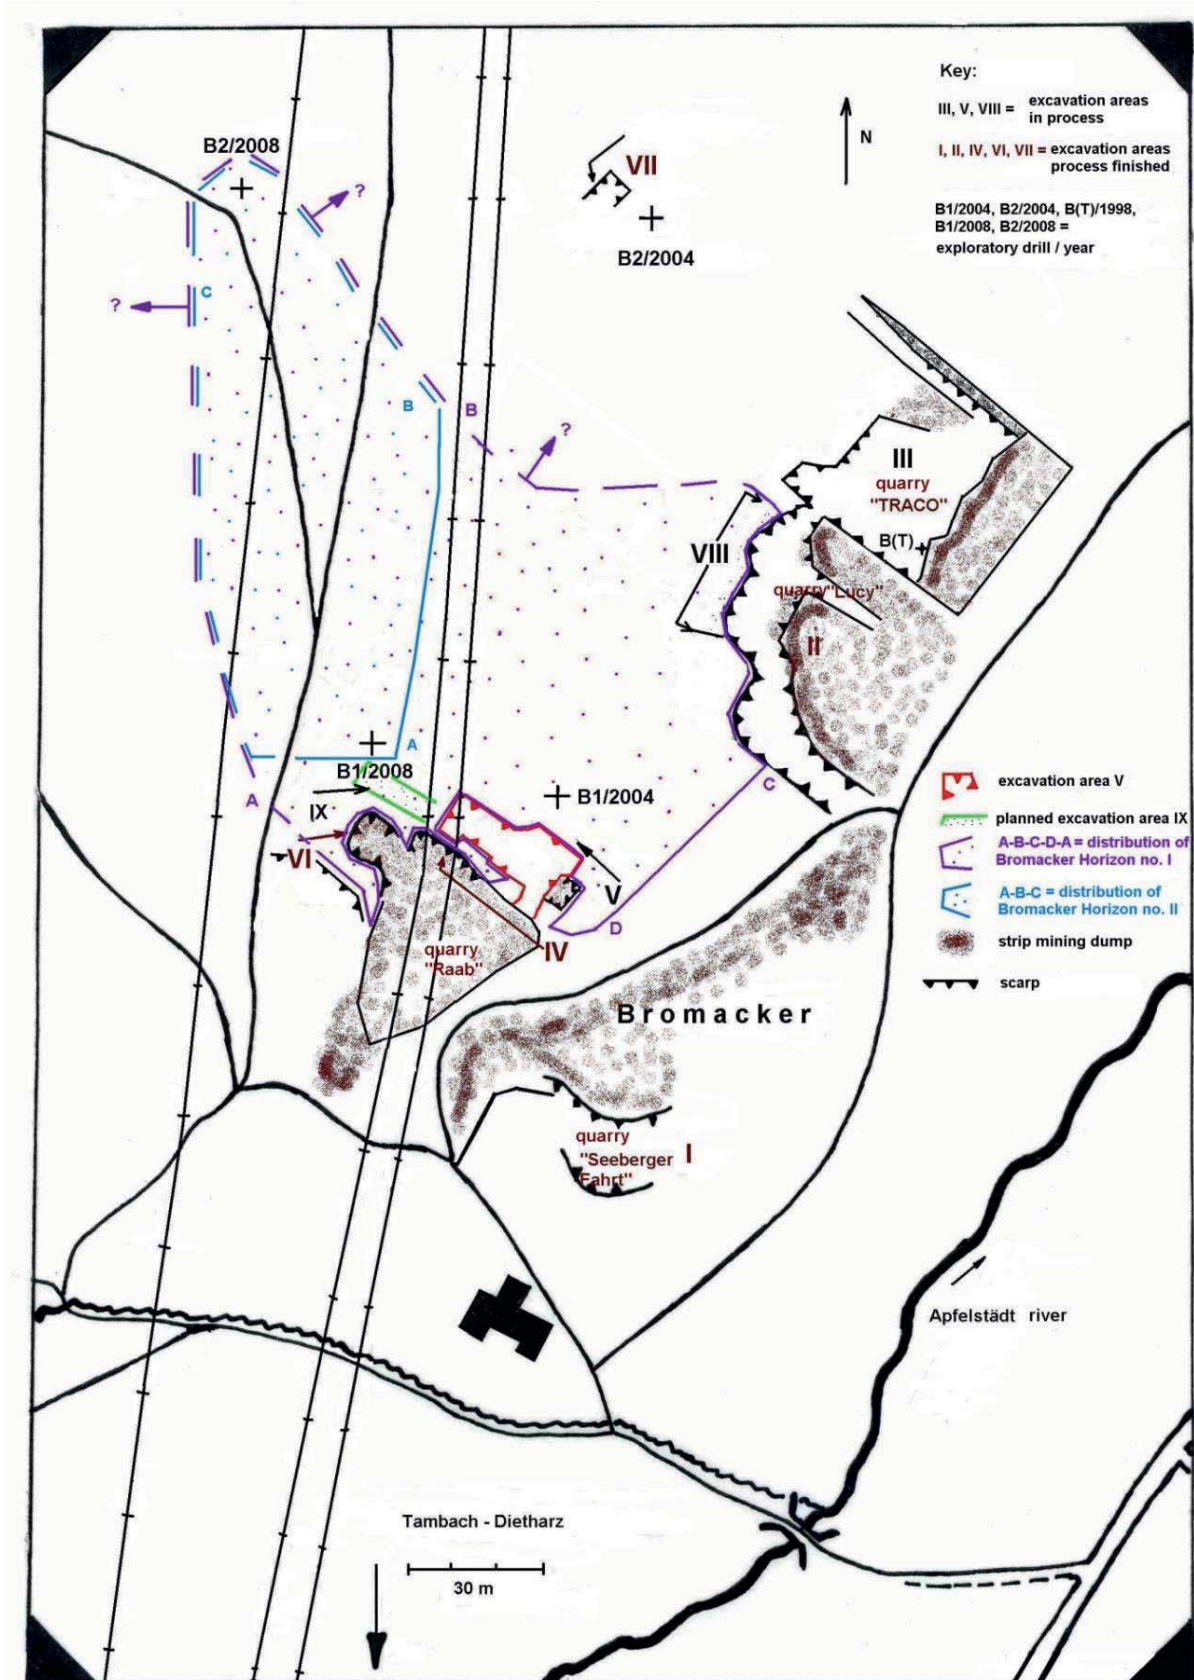 Key:
III, V, VIII = excavation areas
in process
N
I, II, IV, VI, VII = excavation areas
process finished
B1/2004, B2/2004, B(T)/1998,
B1/2008, B2/2008 =
exploratory drill / year
B2/2008
VII
B2/2004
?
?
C
B
B
?
III
quarry
"TRACO"
VIII
B(T)
quarry"Lucy"
II
A
B1/2008
C
A
IX
B1/2004
VI
V
D
IV
quarry
"Raab"
excavation area V
planned excavation area IX
A-B-C-D-A = distribution of
Bromacker Horizon no. I
A-B-C = distribution of
Bromacker Horizon no. II
strip mining dump
scarp
Bromacker
quarry
"Seeberger
Fahrt"
I
Apfelstädt river
Tambach - Dietharz
30 m